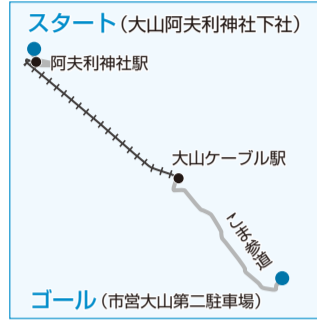 スタート（大山阿夫利神社下社）
阿夫利神社駅
大山ケーブル駅
こま参道
ゴール（市営大山第二駐車場）